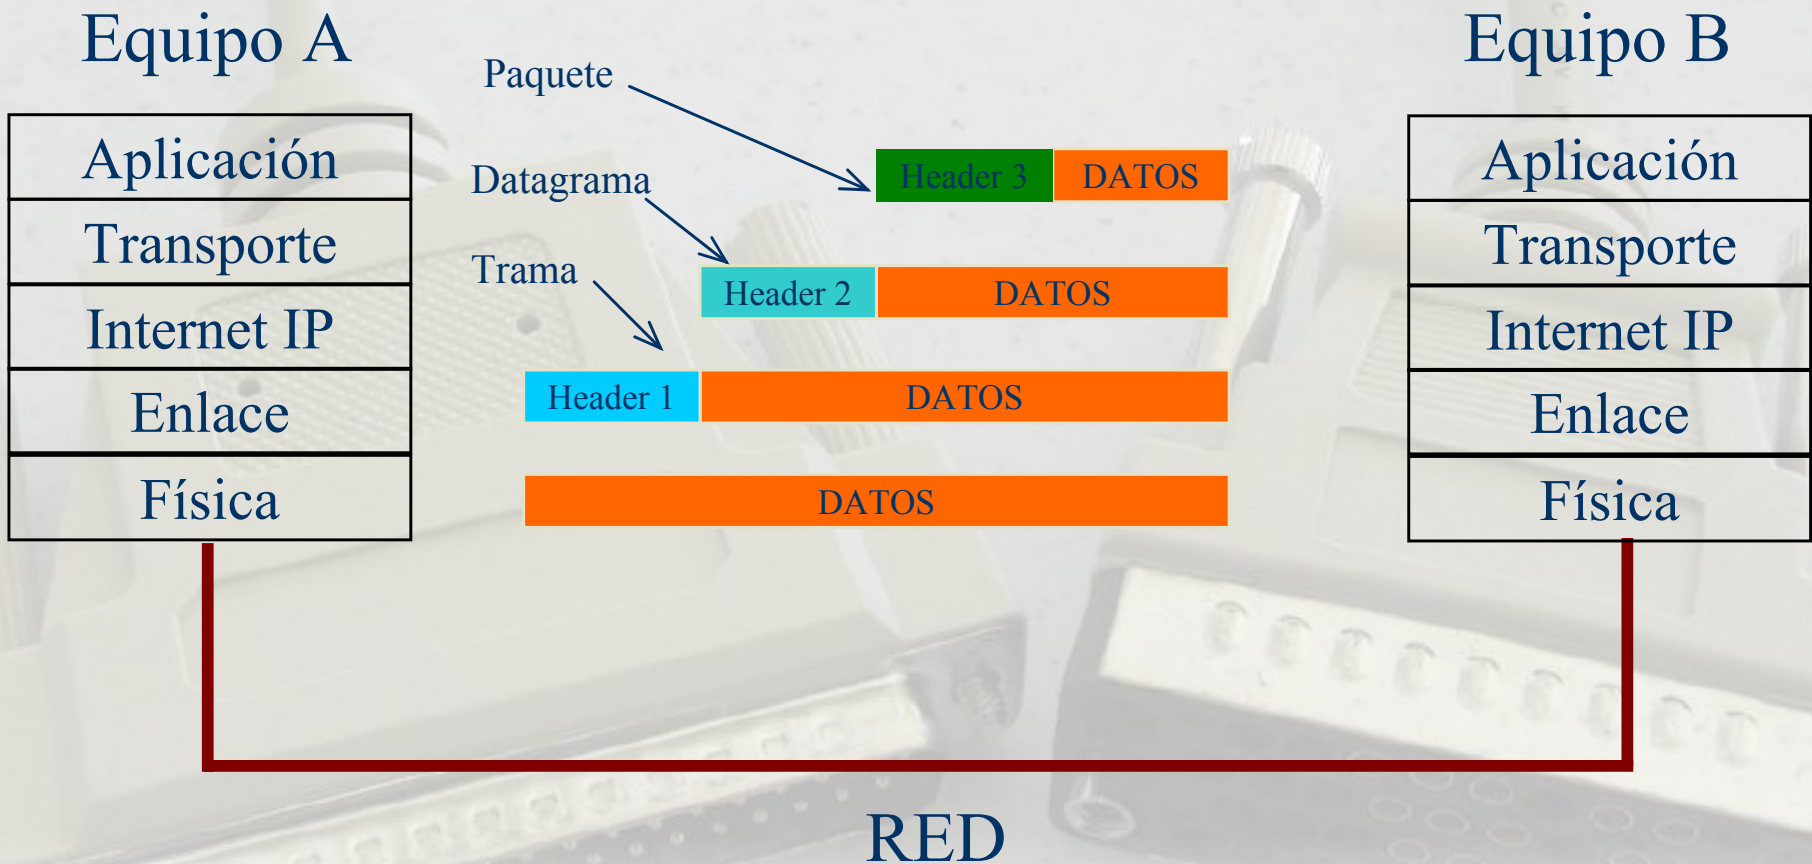 Equipo A
Equipo B
Aplicación
Transporte
Internet IP
Enlace
Física
Paquete
Datagrama
Trama
Header 3 DATOS
Header 2 DATOS
Header 1 DATOS
DATOS
Aplicación
Transporte
Internet IP
Enlace
Física
RED